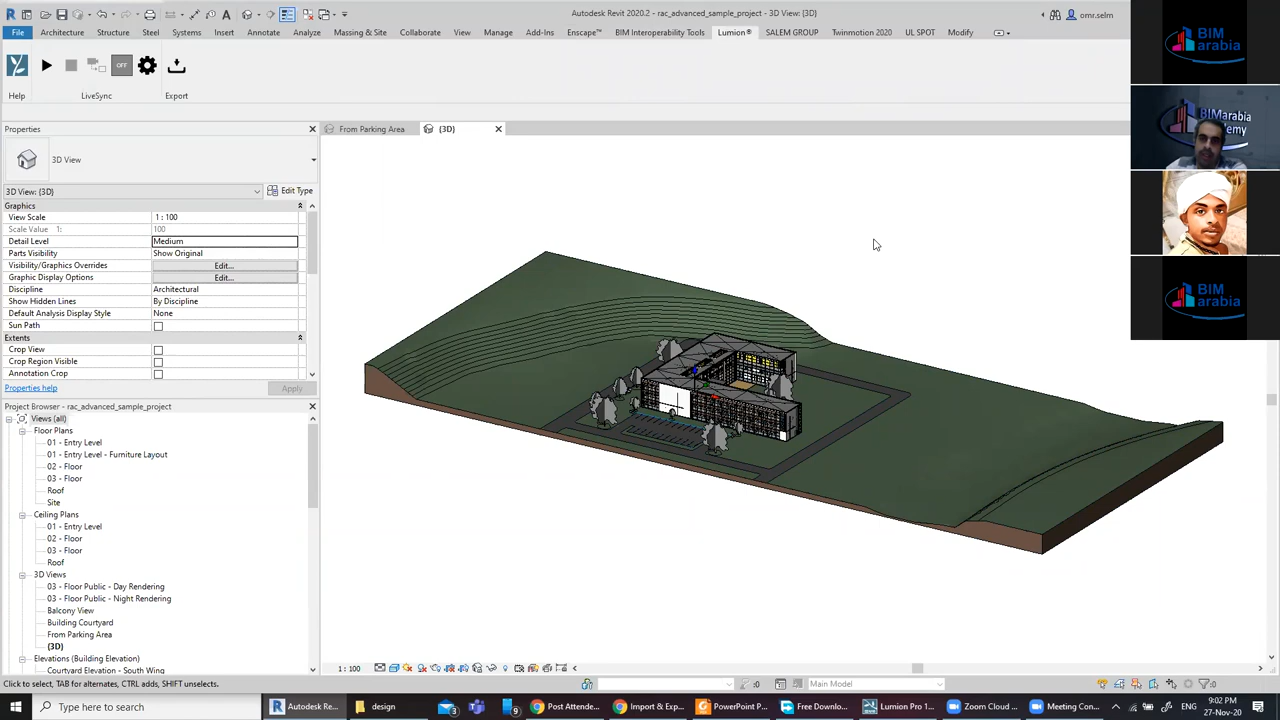 Autodesk Revit 2020.2 - rac_advanced_sample_project - 3D View: {3D}
omr.selm
File Architecture Structure Steel Systems Insert Annotate Analyze Massing & Site Collaborate View Manage Add-Ins Enscape™ BIM Interoperability Tools Lumion® SALEM GROUP Twinmotion 2020 UL SPOT Modify
OFF
Help LiveSync Export
Properties
From Parking Area
{3D}
3D View
3D View: {3D}
Edit Type
Graphics
View Scale 1 : 100
Scale Value 1: 100
Detail Level Medium
Parts Visibility Show Original
Visibility/Graphics Overrides Edit...
Graphic Display Options Edit...
Discipline Architectural
Show Hidden Lines By Discipline
Default Analysis Display Style None
Sun Path
Extents
Crop View
Crop Region Visible
Annotation Crop
Properties help
Apply
Project Browser - rac_advanced_sample_project
Views (all)
Floor Plans
01 - Entry Level
01 - Entry Level - Furniture Layout
02 - Floor
03 - Floor
Roof
Site
Ceiling Plans
01 - Entry Level
02 - Floor
03 - Floor
Roof
3D Views
03 - Floor Public - Day Rendering
03 - Floor Public - Night Rendering
Balcony View
Building Courtyard
From Parking Area
{3D}
Elevations (Building Elevation)
Courtyard Elevation - South Wing
BIM
arabia
BIMarabia
BIM
arabia
1 : 100
Click to select, TAB for alternates, CTRL adds, SHIFT unselects.
:0
Main Model
:0
Type here to search
Autodesk Re...
design
3
9
Post Attende...
Import & Exp...
PowerPoint P...
Free Downlo...
Lumion Pro 1...
Zoom Cloud ...
Meeting Con...
9:02 PM
27-Nov-20